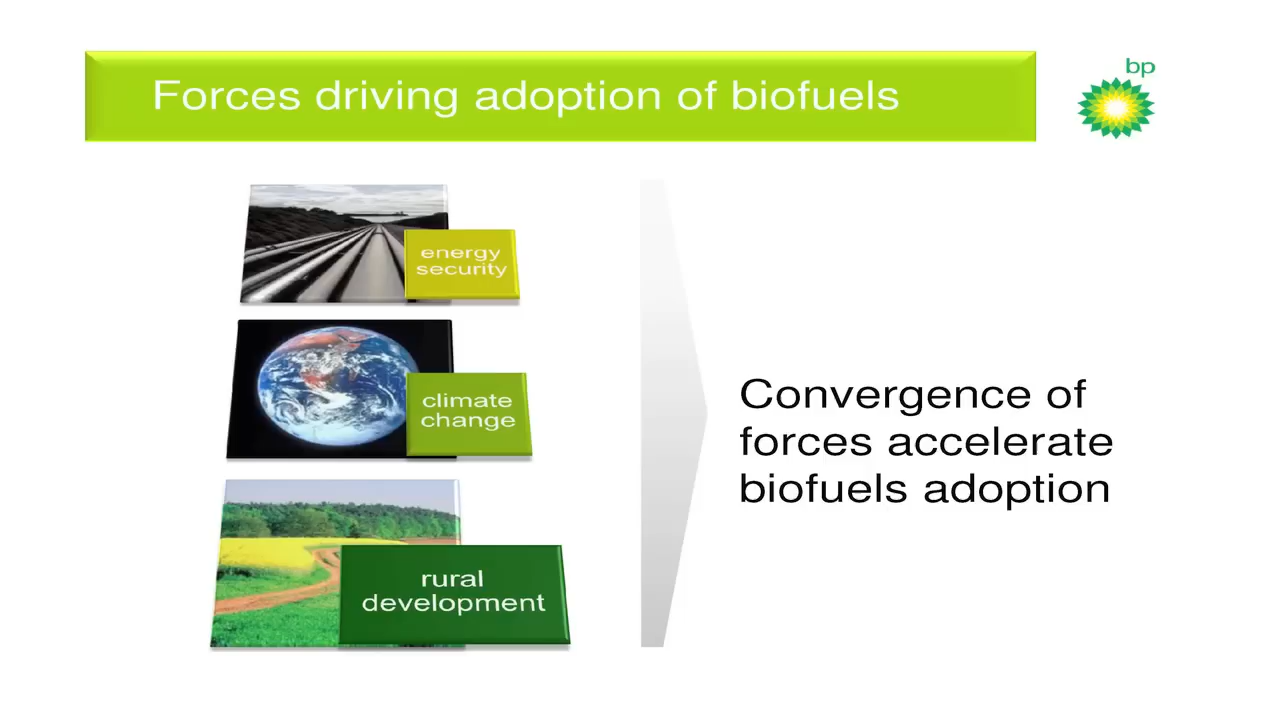 Forces driving adoption of biofuels
bp
energy
security
climate
change
rural
development
Convergence of
forces accelerate
biofuels adoption